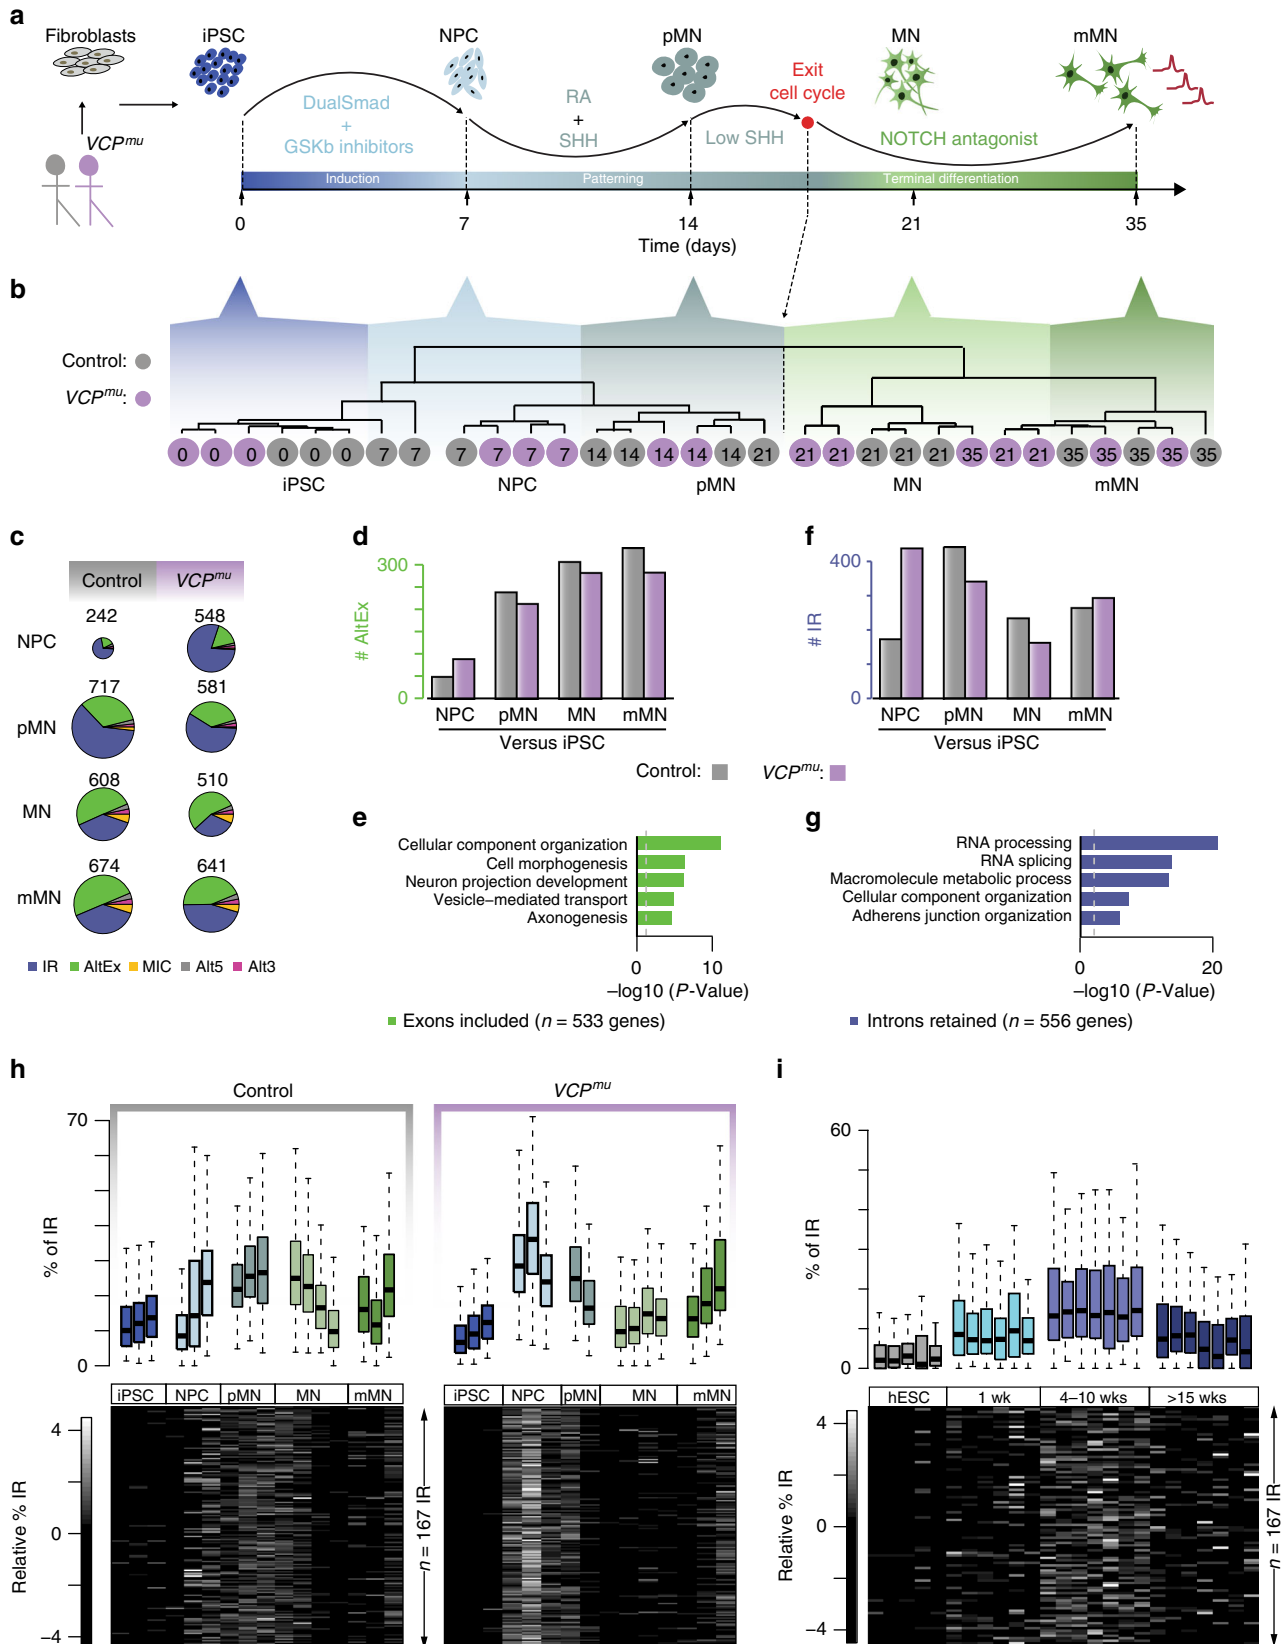 a
Fibroblasts
iPSC
NPC
pMN
MN
mMN
VCPmu
DualSmad
+
GSKb inhibitors
RA
+
SHH
Low SHH
Exit
cell cycle
NOTCH antagonist
Induction
Patterning
Terminal differentiation
0 7 14 21 35
Time (days)
b
Control:
VCPmu:
0 0 0 0 0 0 7 7 7 7 7 7 14 14 14 14 14 21 21 21 21 21 21 35 21 21 35 35 35 35 35
iPSC NPC pMN MN mMN
c
Control VCPmu
242 548
NPC
717 581
pMN
608 510
MN
674 641
mMN
IR AltEx MIC Alt5 Alt3
d
300
0
# AltEx
NPC pMN MN mMN
Versus iPSC
f
400
0
# IR
NPC pMN MN mMN
Versus iPSC
Control: VCPmu:
e
Cellular component organization
Cell morphogenesis
Neuron projection development
Vesicle–mediated transport
Axonogenesis
0 10
–log10 (P-Value)
Exons included (n = 533 genes)
g
RNA processing
RNA splicing
Macromolecule metabolic process
Cellular component organization
Adherens junction organization
0 20
–log10 (P-Value)
Introns retained (n = 556 genes)
h
Control VCPmu
70
0
% of IR
iPSC NPC pMN MN mMN
iPSC NPC pMN MN mMN
4
0
–4
Relative % IR
n = 167 IR
i
60
0
% of IR
hESC 1 wk 4–10 wks >15 wks
4
0
–4
Relative % IR
n = 167 IR